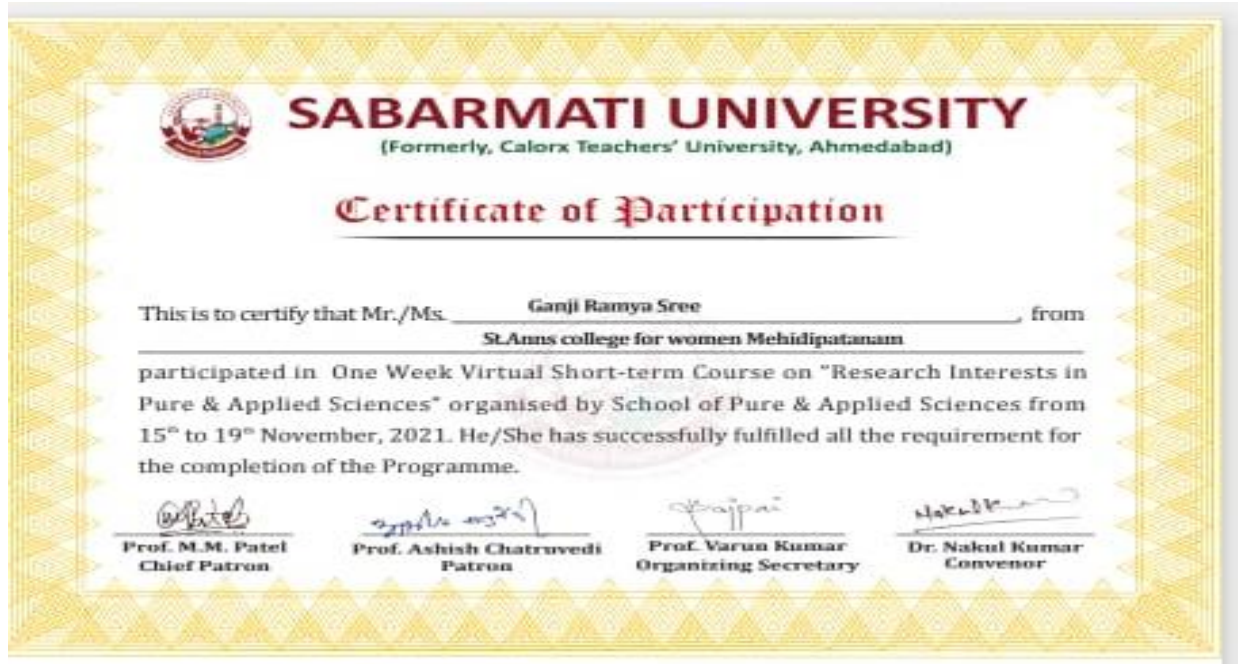 SABARMATI UNIVERSITY
(Formerly, Calorx Teachers' University, Ahmedabad)
Certificate of Participation
This is to certify that Mr./Ms. Ganji Ramya Sree, from
St.Anns college for women Mehidipatanam
participated in One Week Virtual Short-term Course on "Research Interests in
Pure & Applied Sciences" organised by School of Pure & Applied Sciences from
15th to 19th November, 2021. He/She has successfully fulfilled all the requirement for
the completion of the Programme.
Prof. M.M. Patel
Chief Patron
Prof. Ashish Chatruvedi
Patron
Prof. Varun Kumar
Organizing Secretary
Dr. Nakul Kumar
Convenor